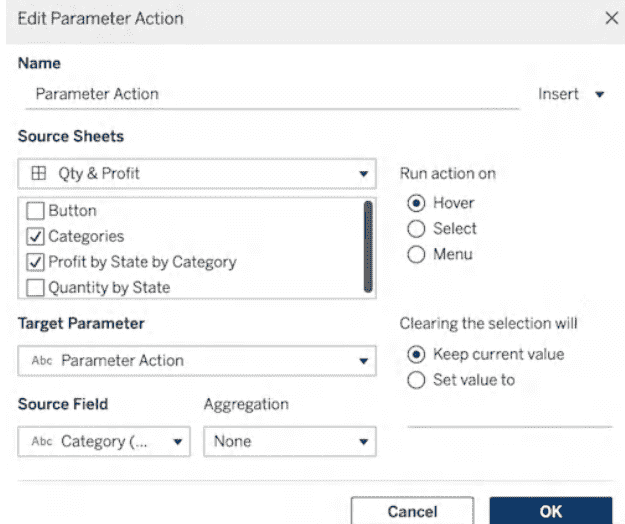 Edit Parameter Action
Name
Parameter Action
Insert
Source Sheets
Qty & Profit
Button
Categories
Profit by State by Category
Quantity by State
Run action on
Hover
Select
Menu
Target Parameter
Abc Parameter Action
Clearing the selection will
Keep current value
Set value to
Source Field
Abc Category (...
Aggregation
None
Cancel
OK